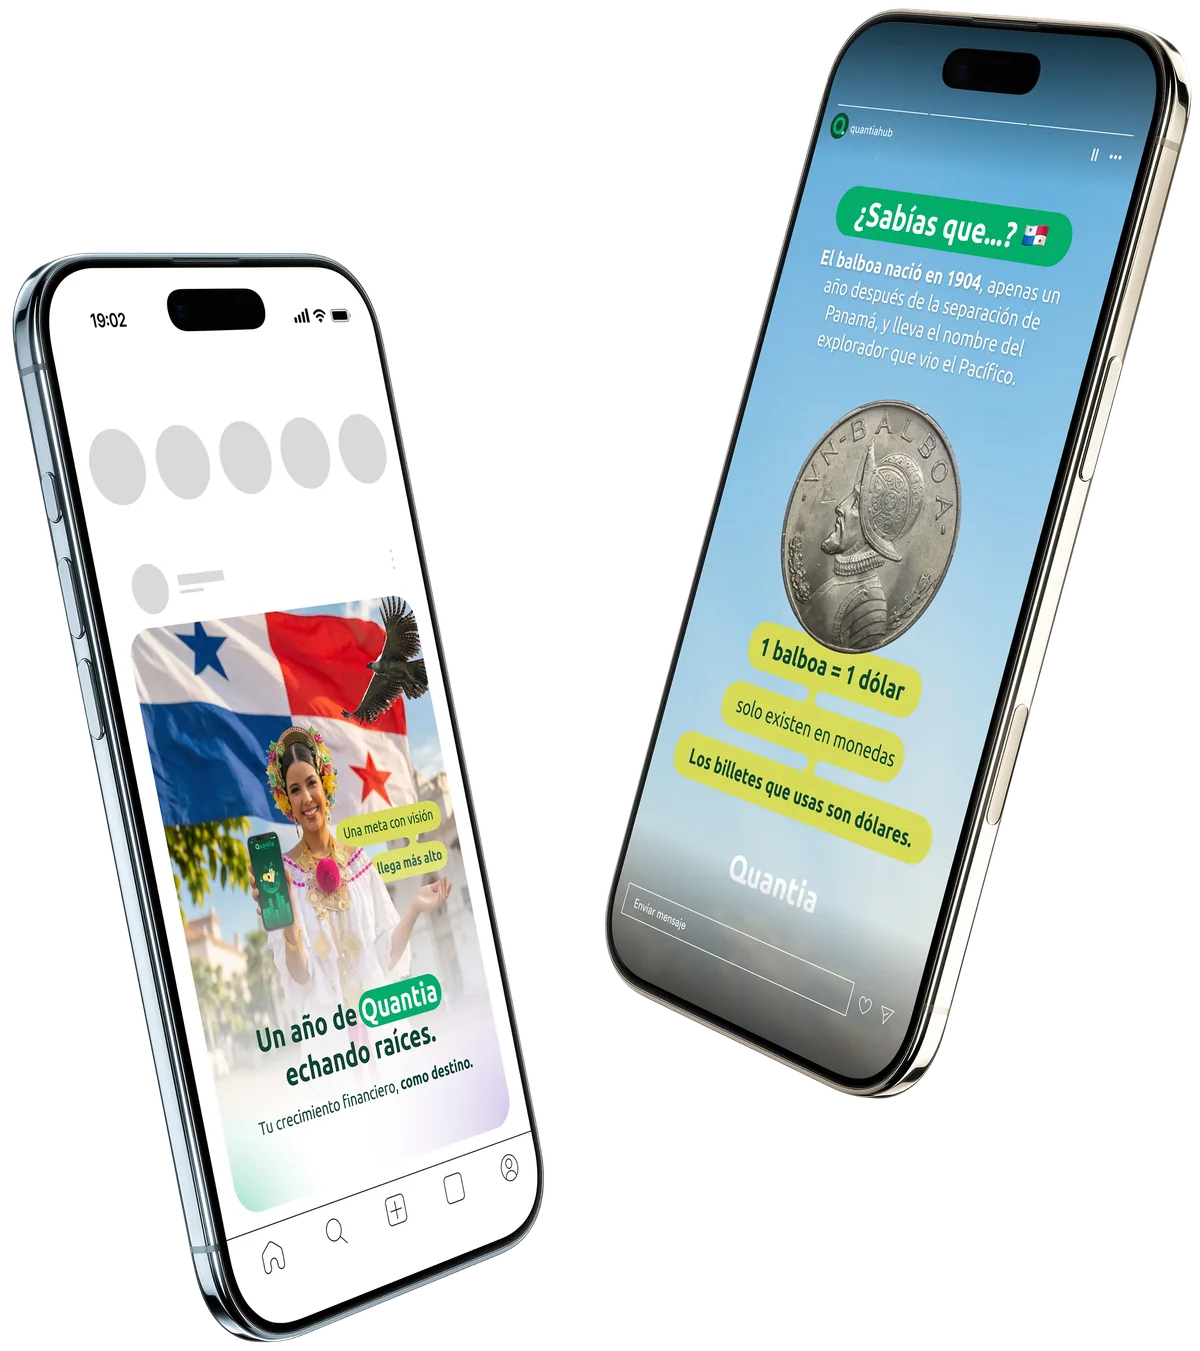 19:02
Quantia
Una meta con visión
llega más alto
Un año de Quantia
echando raíces.
Tu crecimiento financiero, como destino.
quantiahub
¿Sabías que...?
El balboa nació en 1904, apenas un
año después de la separación de
Panamá, y lleva el nombre del
explorador que vio el Pacífico.
VN·BALBOA
1 balboa = 1 dólar
solo existen en monedas
Los billetes que usas son dólares.
Quantia
Enviar mensaje